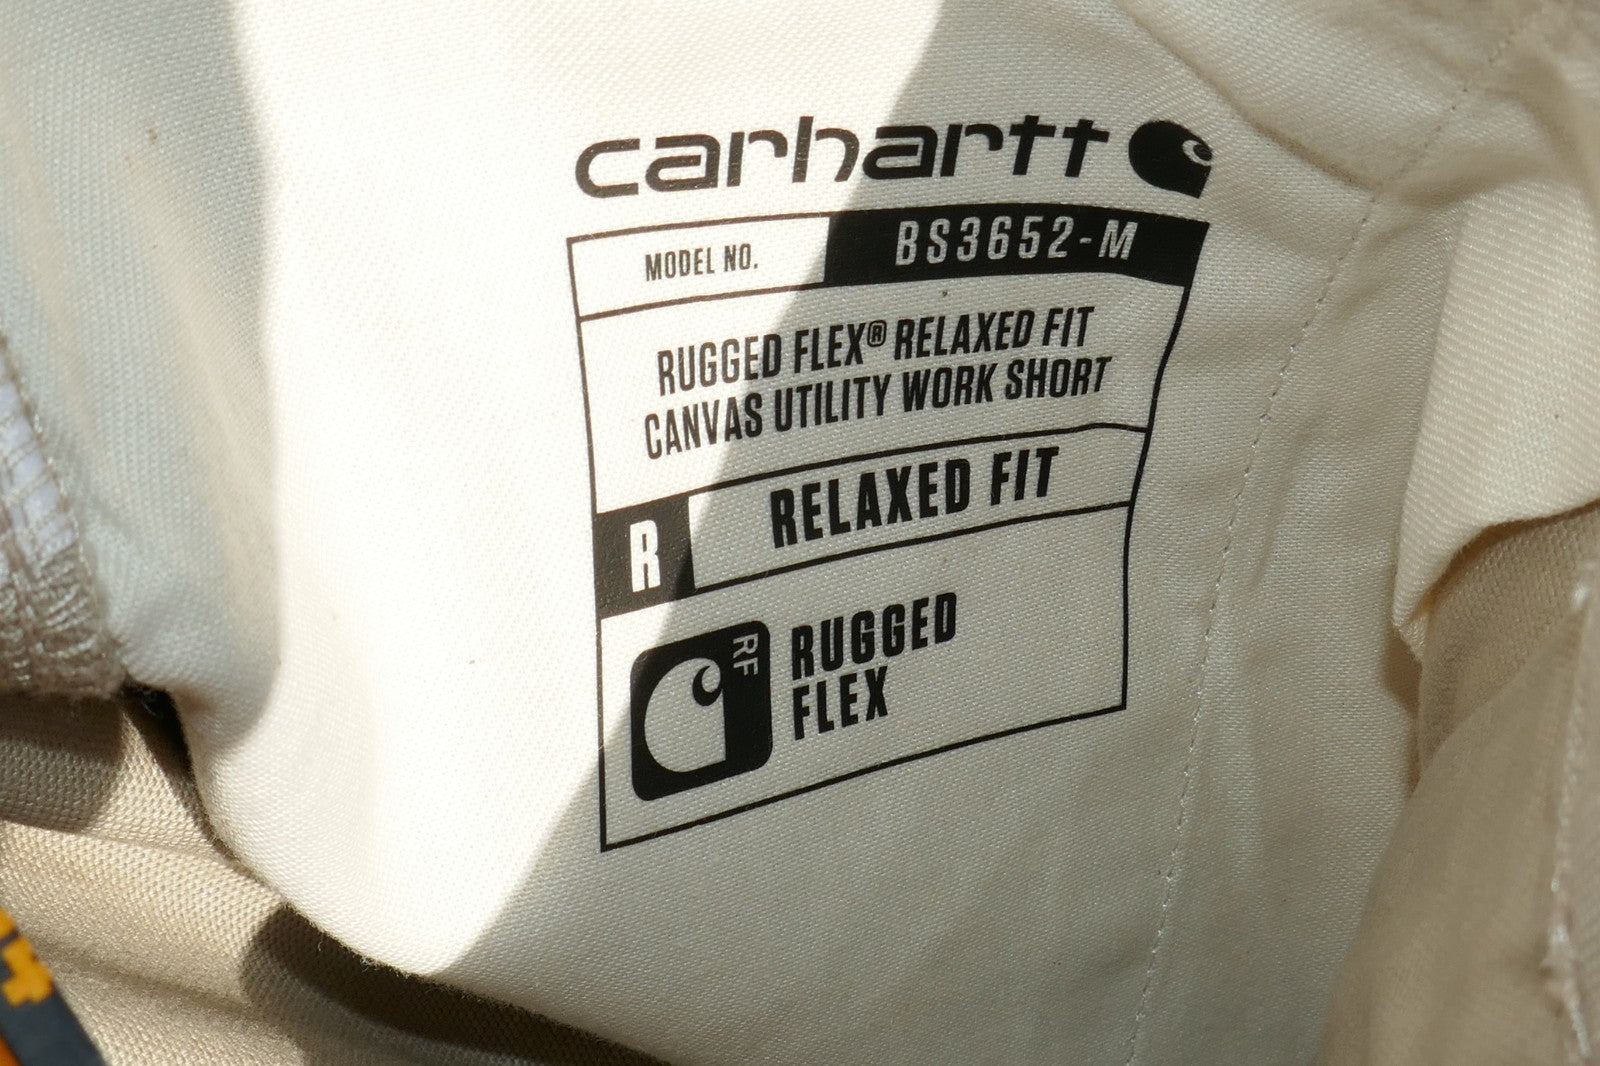 carhartt
MODEL NO. BS3652-M
RUGGED FLEX® RELAXED FIT
CANVAS UTILITY WORK SHORT
R RELAXED FIT
RF
RUGGED
FLEX